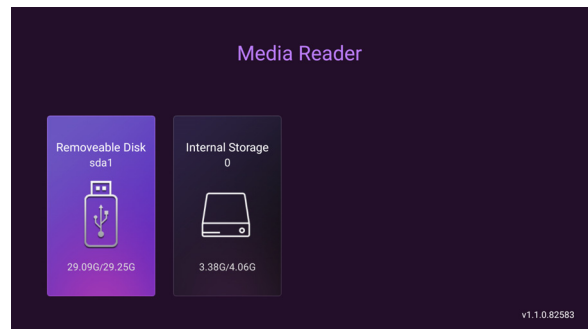 Media Reader
Removeable Disk
sda1
29.09G/29.25G
Internal Storage
0
3.38G/4.06G
v1.1.0.82583